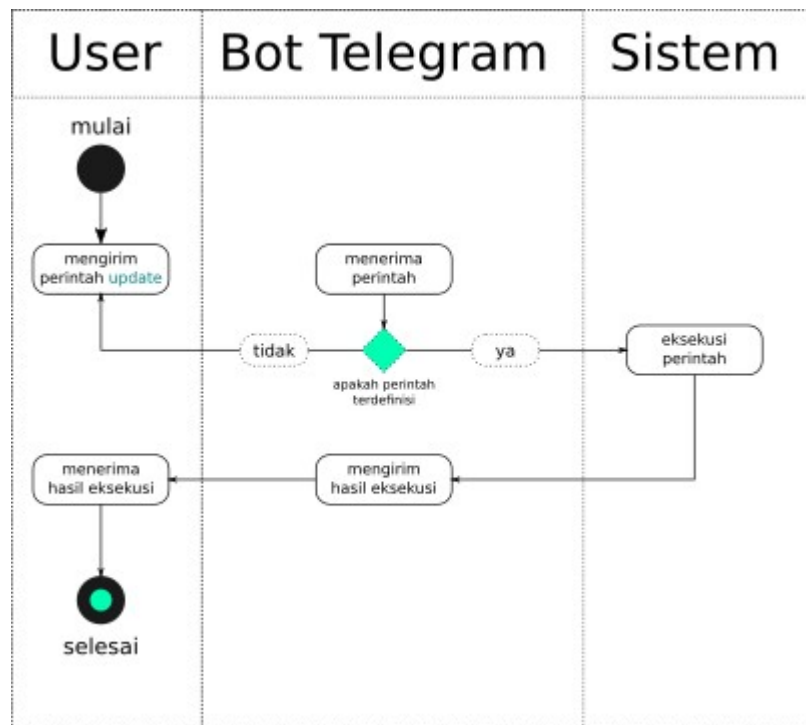 User
Bot Telegram
Sistem
mulai
mengirim
perintah update
menerima
perintah
tidak
ya
apakah perintah
terdefinisi
eksekusi
perintah
menerima
hasil eksekusi
mengirim
hasil eksekusi
selesai